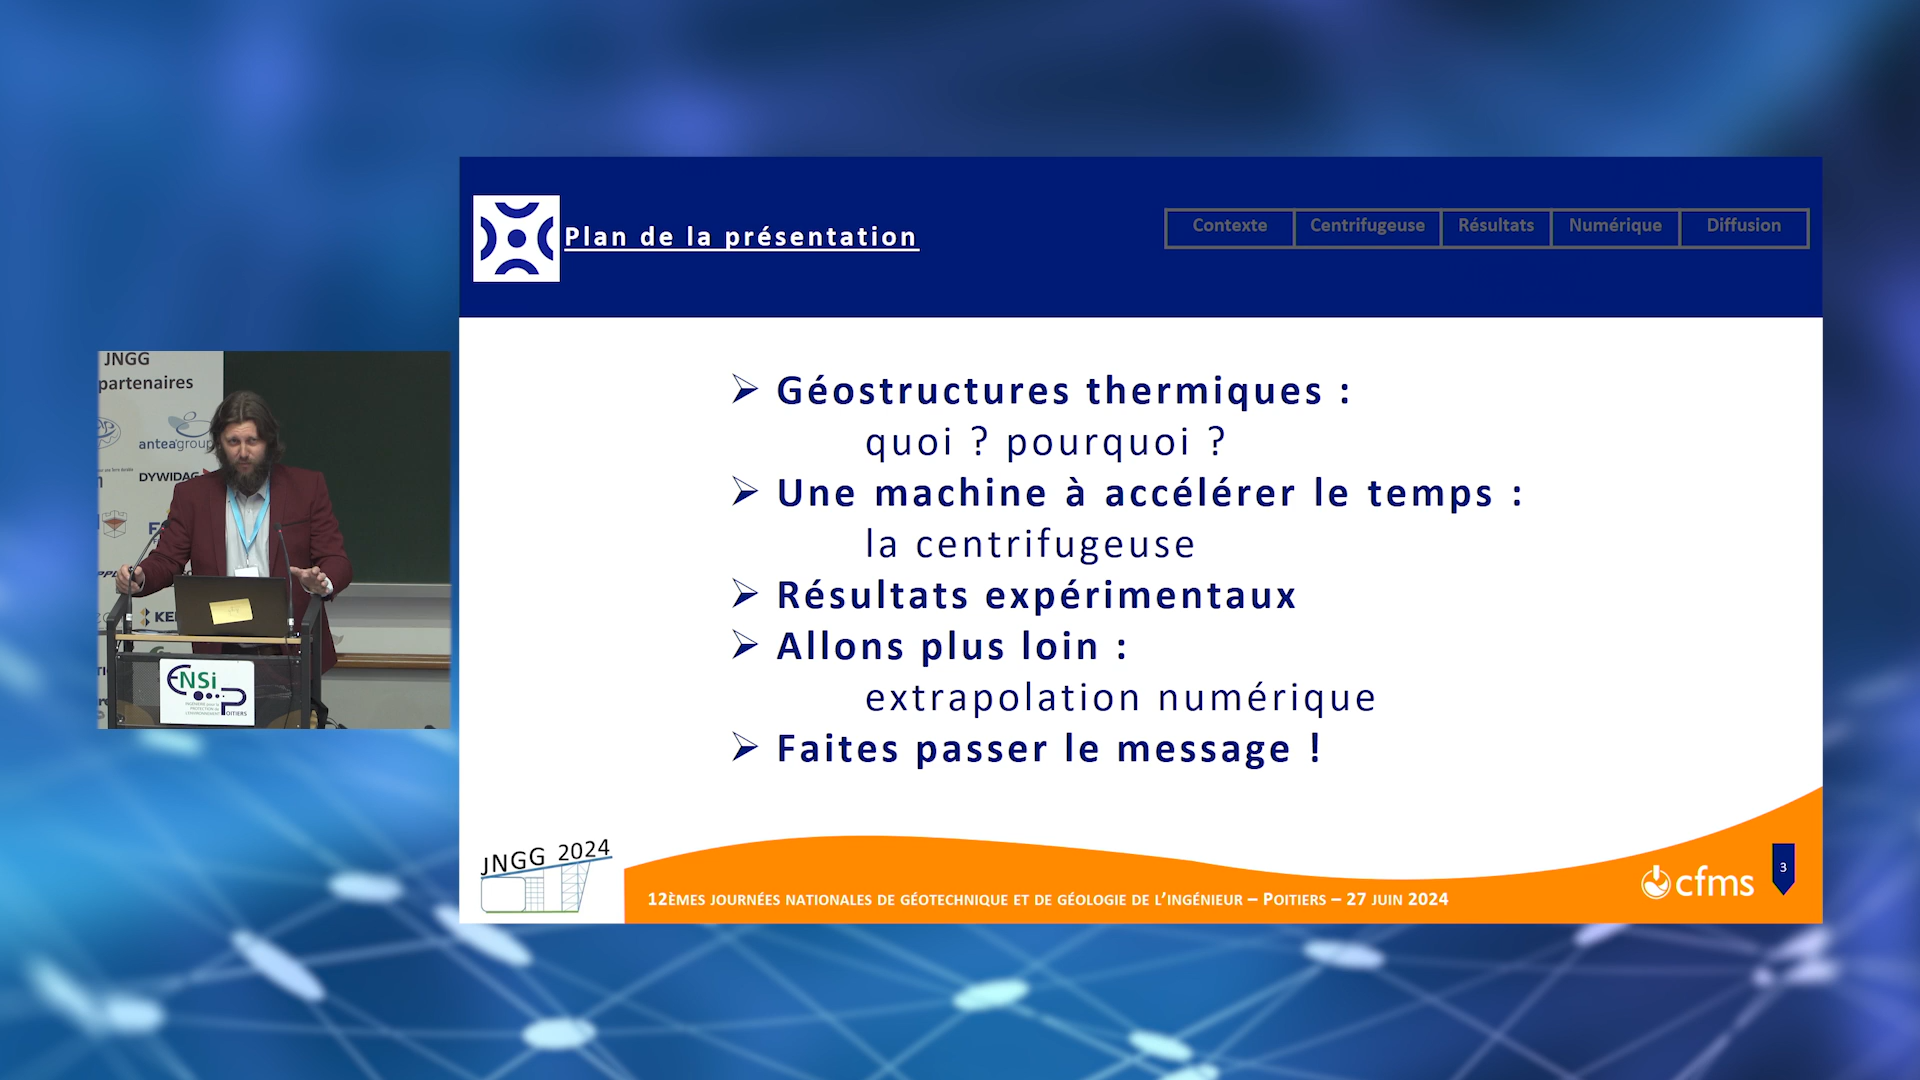 Plan de la présentation
Contexte
Centrifugeuse
Résultats
Numérique
Diffusion
Géostructures thermiques :
quoi ? pourquoi ?
Une machine à accélérer le temps :
la centrifugeuse
Résultats expérimentaux
Allons plus loin :
extrapolation numérique
Faites passer le message !
JNGG 2024
12èmes journées nationales de géotechnique et de géologie de l'ingénieur – Poitiers – 27 juin 2024
cfms
3
JNGG
partenaires
anteagroup
DYWIDAG
ENSi
POITIERS